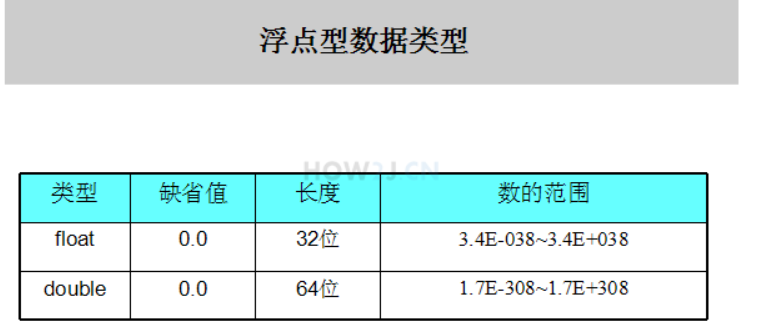 浮点型数据类型
HOW2J.CN
类型 缺省值 长度 数的范围
float 0.0 32位 3.4E-038~3.4E+038
double 0.0 64位 1.7E-308~1.7E+308